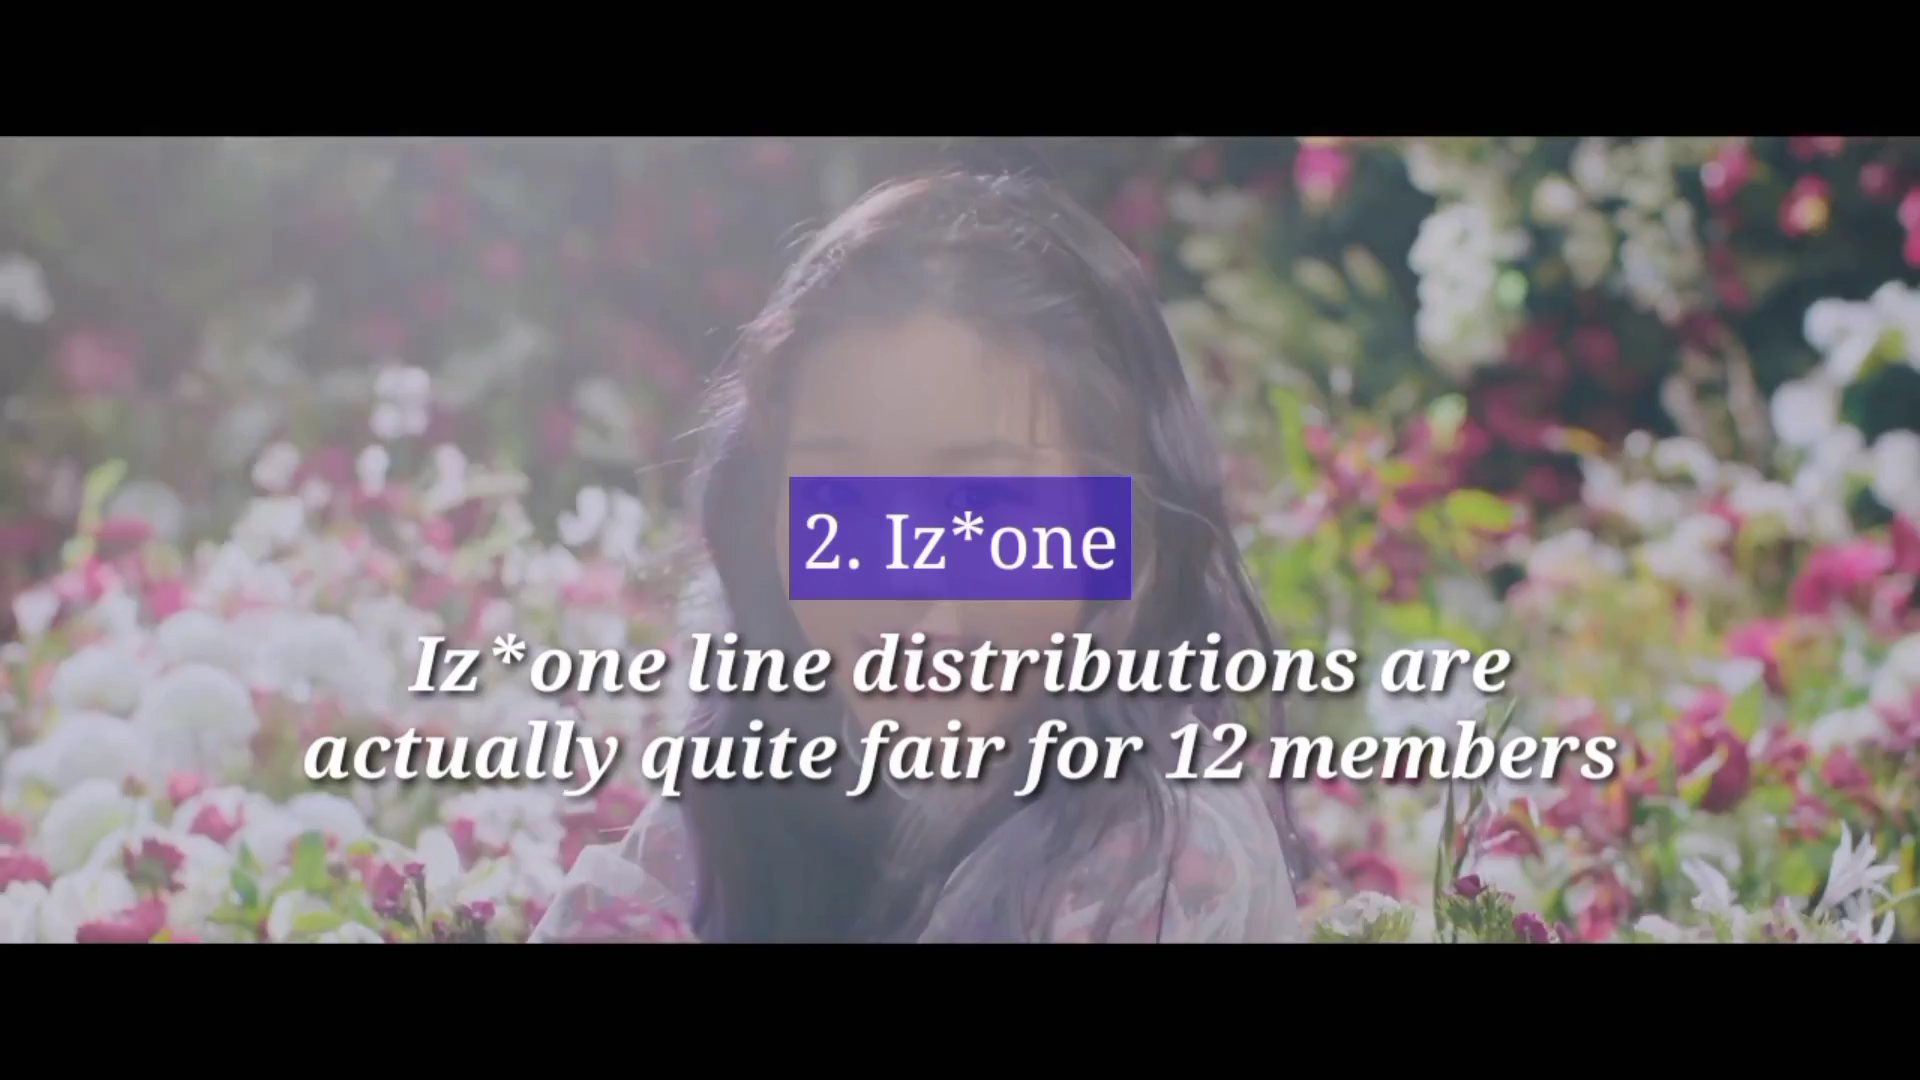 2. Iz*one
Iz*one line distributions are
actually quite fair for 12 members